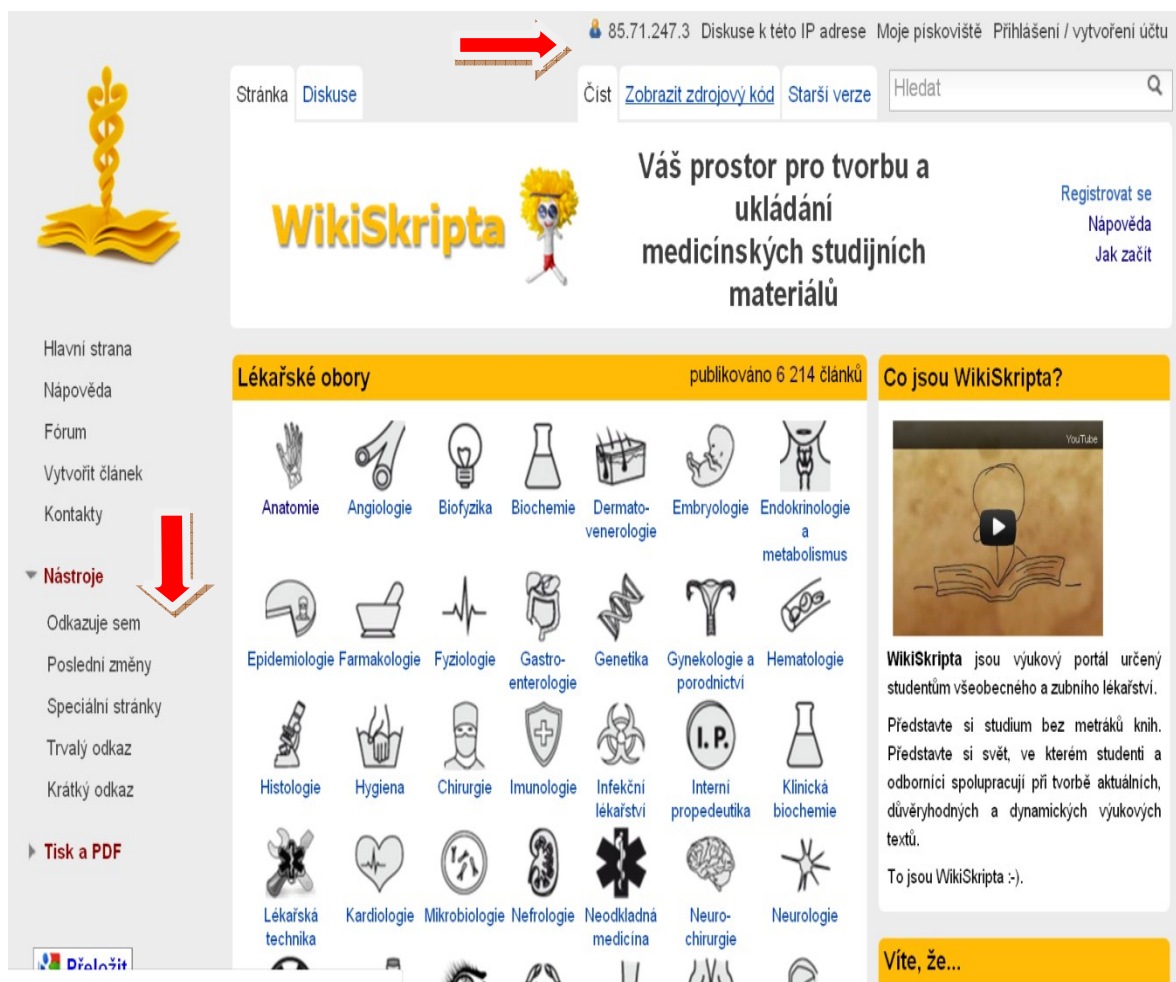 85.71.247.3 Diskuse k této IP adrese Moje pískoviště Přihlášení / vytvoření účtu
Stránka Diskuse Číst Zobrazit zdrojový kód Starší verze Hledat
WikiSkripta
Váš prostor pro tvorbu a
ukládání
medicínských studijních
materiálů
Registrovat se
Nápověda
Jak začít
Hlavní strana
Nápověda
Fórum
Vytvořit článek
Kontakty
Nástroje
Odkazuje sem
Poslední změny
Speciální stránky
Trvalý odkaz
Krátký odkaz
Tisk a PDF
Přeložit
Lékařské obory publikováno 6 214 článků
Anatomie Angiologie Biofyzika Biochemie Dermato- Embryologie Endokrinologie
venerologie a
metabolismus
Epidemiologie Farmakologie Fyziologie Gastro- Genetika Gynekologie a Hematologie
enterologie porodnictví
I. P.
Histologie Hygiena Chirurgie Imunologie Infekční Interní Klinická
lékařství propedeutika biochemie
Lékařská Kardiologie Mikrobiologie Nefrologie Neodkladná Neuro- Neurologie
technika medicína chirurgie
Co jsou WikiSkripta?
YouTube
WikiSkripta jsou výukový portál určený
studentům všeobecného a zubního lékařství.
Představte si studium bez metráků knih.
Představte si svět, ve kterém studenti a
odborníci spolupracují při tvorbě aktuálních,
důvěryhodných a dynamických výukových
textů.
To jsou WikiSkripta :-).
Víte, že...